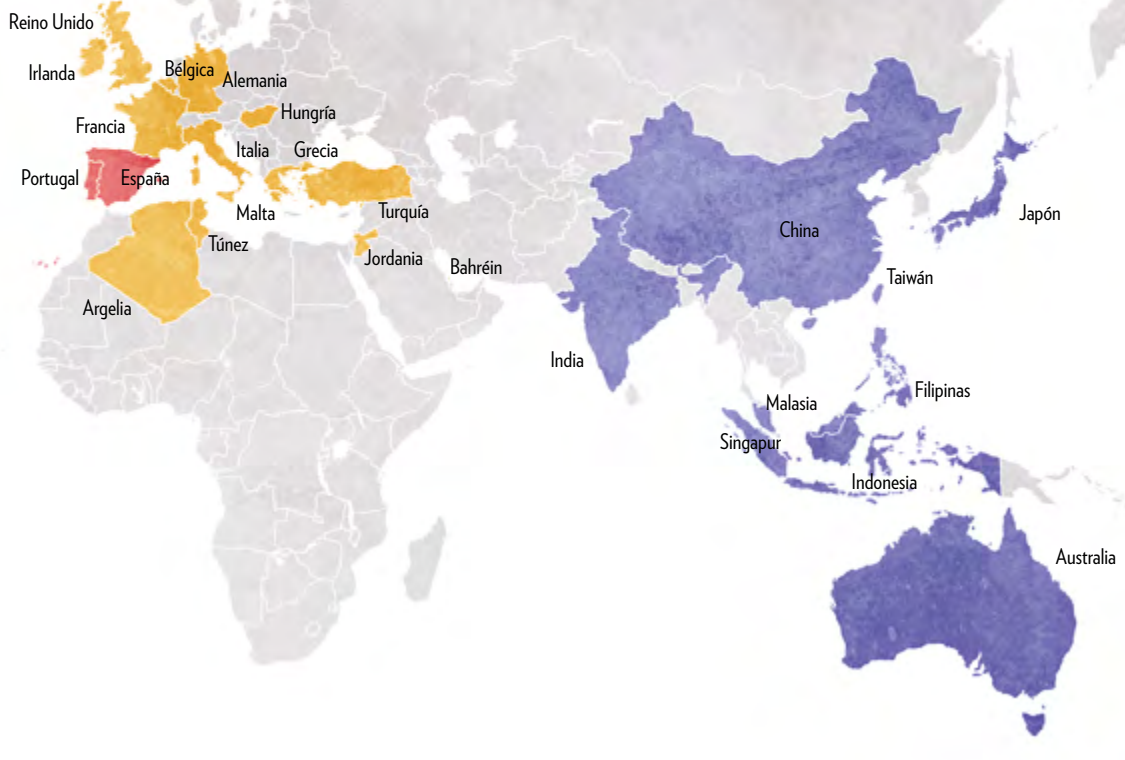 Reino Unido
Irlanda
Bélgica
Alemania
Hungría
Francia
Italia
Grecia
Portugal
España
Malta
Turquía
Túnez
Jordania
Bahréin
Argelia
China
Japón
Taiwán
India
Filipinas
Malasia
Singapur
Indonesia
Australia